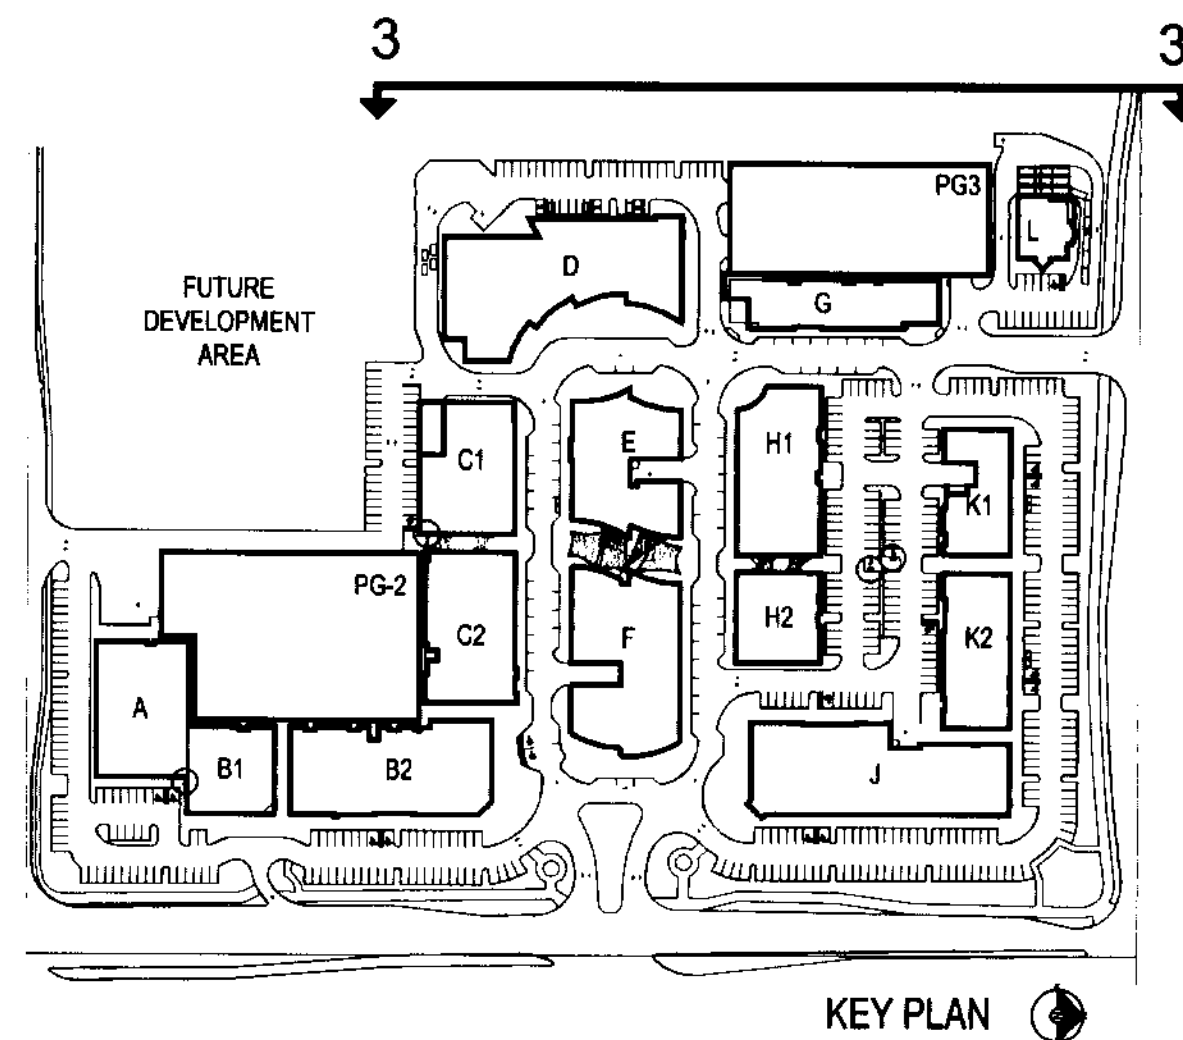 3 3
PG3
L
D
G
FUTURE
DEVELOPMENT
AREA
E
H1
C1
K1
PG-2
C2
F
H2
K2
A
B1
B2
J
KEY PLAN